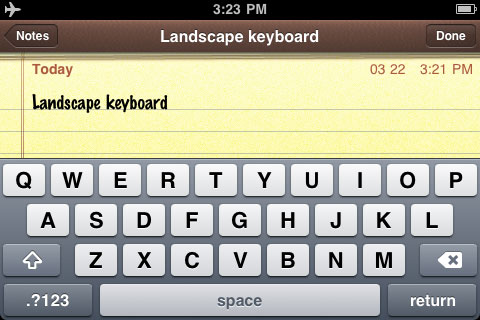 3:23 PM
Notes Landscape keyboard Done
Today 03 22 3:21 PM
Landscape keyboard
Q W E R T Y U I O P
A S D F G H J K L
Z X C V B N M
.?123 space return